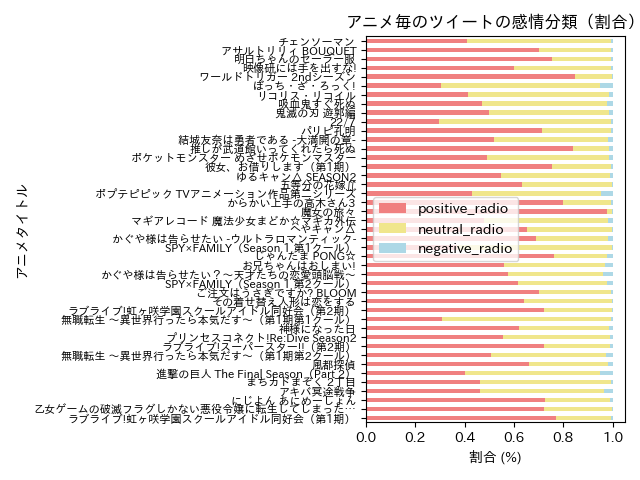 アニメ毎のツイートの感情分類（割合）
チェンソーマン
アサルトリリィ BOUQUET
明日ちゃんのセーラー服
映像研には手を出すな!
ワールドトリガー 2ndシーズン
ぼっち・ざ・ろっく!
リコリス・リコイル
吸血鬼すぐ死ぬ
鬼滅の刃 遊郭編
22/7
パリピ孔明
結城友奈は勇者である -大満開の章-
推しが武道館いってくれたら死ぬ
ポケットモンスター めざせポケモンマスター
彼女、お借りします（第1期）
ゆるキャン△ SEASON2
五等分の花嫁∬
ポプテピピック TVアニメーション作品第二シリーズ
からかい上手の高木さん3
魔女の旅々
マギアレコード 魔法少女まどか☆マギカ外伝
へやキャン△
かぐや様は告らせたい -ウルトラロマンティック-
SPY×FAMILY（Season 1 第1クール）
じゃんたま PONG☆
お兄ちゃんはおしまい!
かぐや様は告らせたい？～天才たちの恋愛頭脳戦～
SPY×FAMILY（Season 1 第2クール）
ご注文はうさぎですか? BLOOM
その着せ替え人形は恋をする
ラブライブ!虹ヶ咲学園スクールアイドル同好会（第2期）
無職転生 ～異世界行ったら本気だす～（第1期第1クール）
神様になった日
プリンセスコネクト!Re:Dive Season2
ラブライブ!スーパースター!!（第2期）
無職転生 ～異世界行ったら本気だす～（第1期第2クール）
風都探偵
進撃の巨人 The Final Season（Part 2）
まちカドまぞく 2丁目
アキバ冥途戦争
にじよん あにめーしょん
乙女ゲームの破滅フラグしかない悪役令嬢に転生してしまった…
ラブライブ!虹ヶ咲学園スクールアイドル同好会（第1期）
アニメタイトル
positive_radio
neutral_radio
negative_radio
0.0 0.2 0.4 0.6 0.8 1.0
割合 (%)